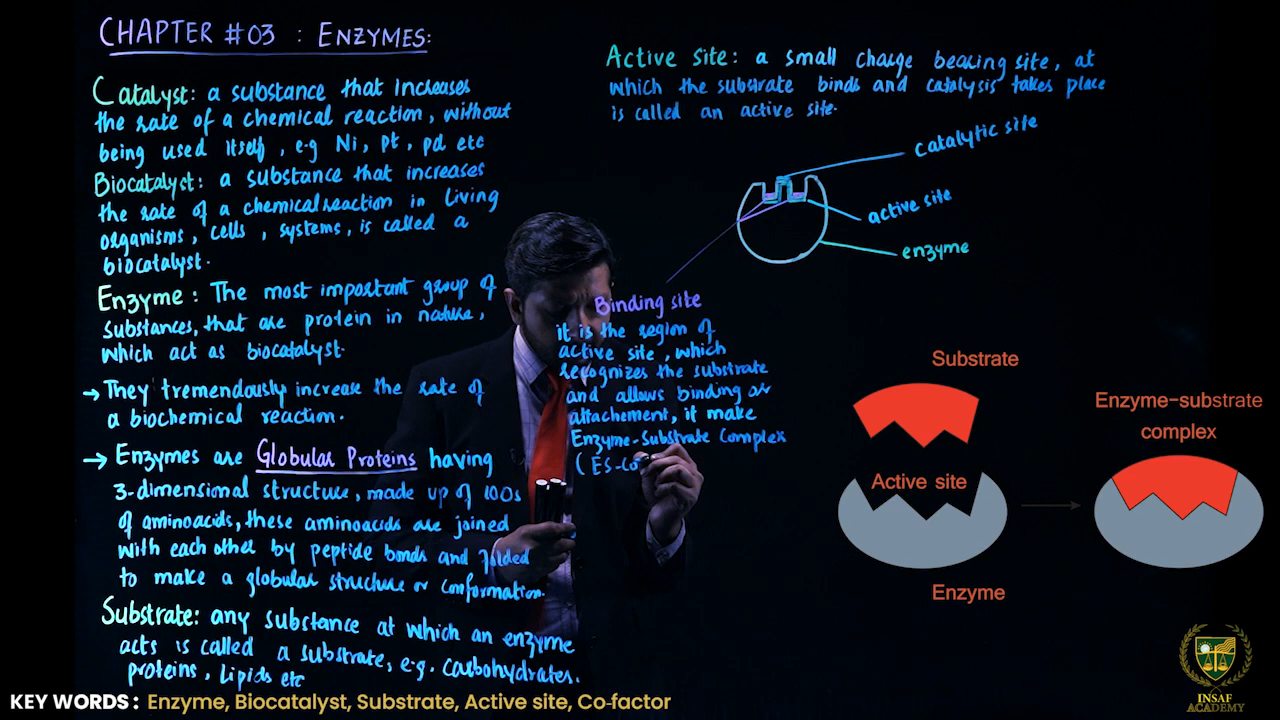 CHAPTER #03 : ENZYMES:
Catalyst: a substance that increases
the rate of a chemical reaction, without
being used itself, e.g Ni, Pt, pd etc
Biocatalyst: a substance that increases
the rate of a chemical reaction in Living
organisms, cells, systems, is called a
biocatalyst.
Enzyme: The most important group of
substances, that are protein in nature,
which act as biocatalyst.
→ They tremendously increase the rate of
a biochemical reaction.
→ Enzymes are Globular Proteins having
3-dimensional structure, made up of 100s
of aminoacids, these aminoacids are joined
with each other by peptide bonds and folded
to make a globular structure or conformation.
Substrate: any substance at which an enzyme
acts is called a substrate, e.g. carbohydrates.
proteins, Lipids etc
Active site: a small charge bearing site, at
which the substrate binds and catalysis takes place
is called an active site.
catalytic site
active site
enzyme
Binding site
it is the region of
active site, which
recognizes the substrate
and allows binding or
attachement, it make
Enzyme-Substrate Complex
(ES-Co
Substrate
Active site
Enzyme
Enzyme-substrate
complex
INSAF
ACADEMY
KEY WORDS: Enzyme, Biocatalyst, Substrate, Active site, Co-factor